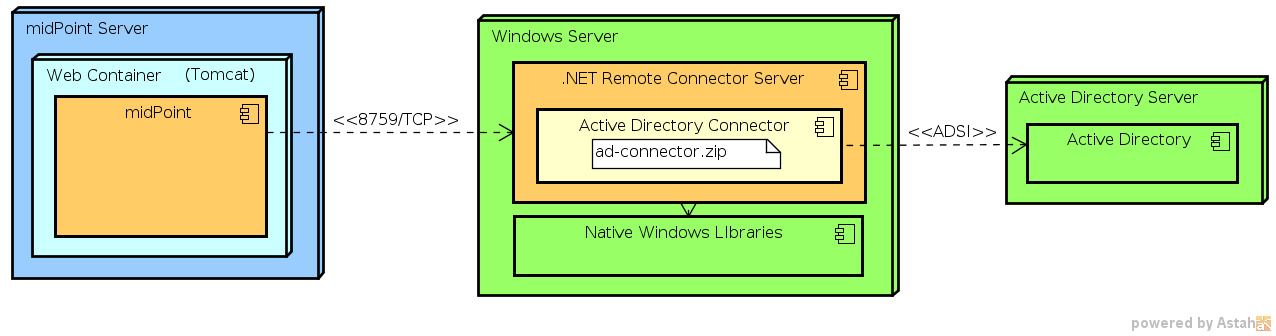 midPoint Server
Web Container (Tomcat)
midPoint
<<8759/TCP>>
Windows Server
.NET Remote Connector Server
Active Directory Connector
ad-connector.zip
Native Windows LIbraries
<<ADSI>>
Active Directory Server
Active Directory
powered by Astah